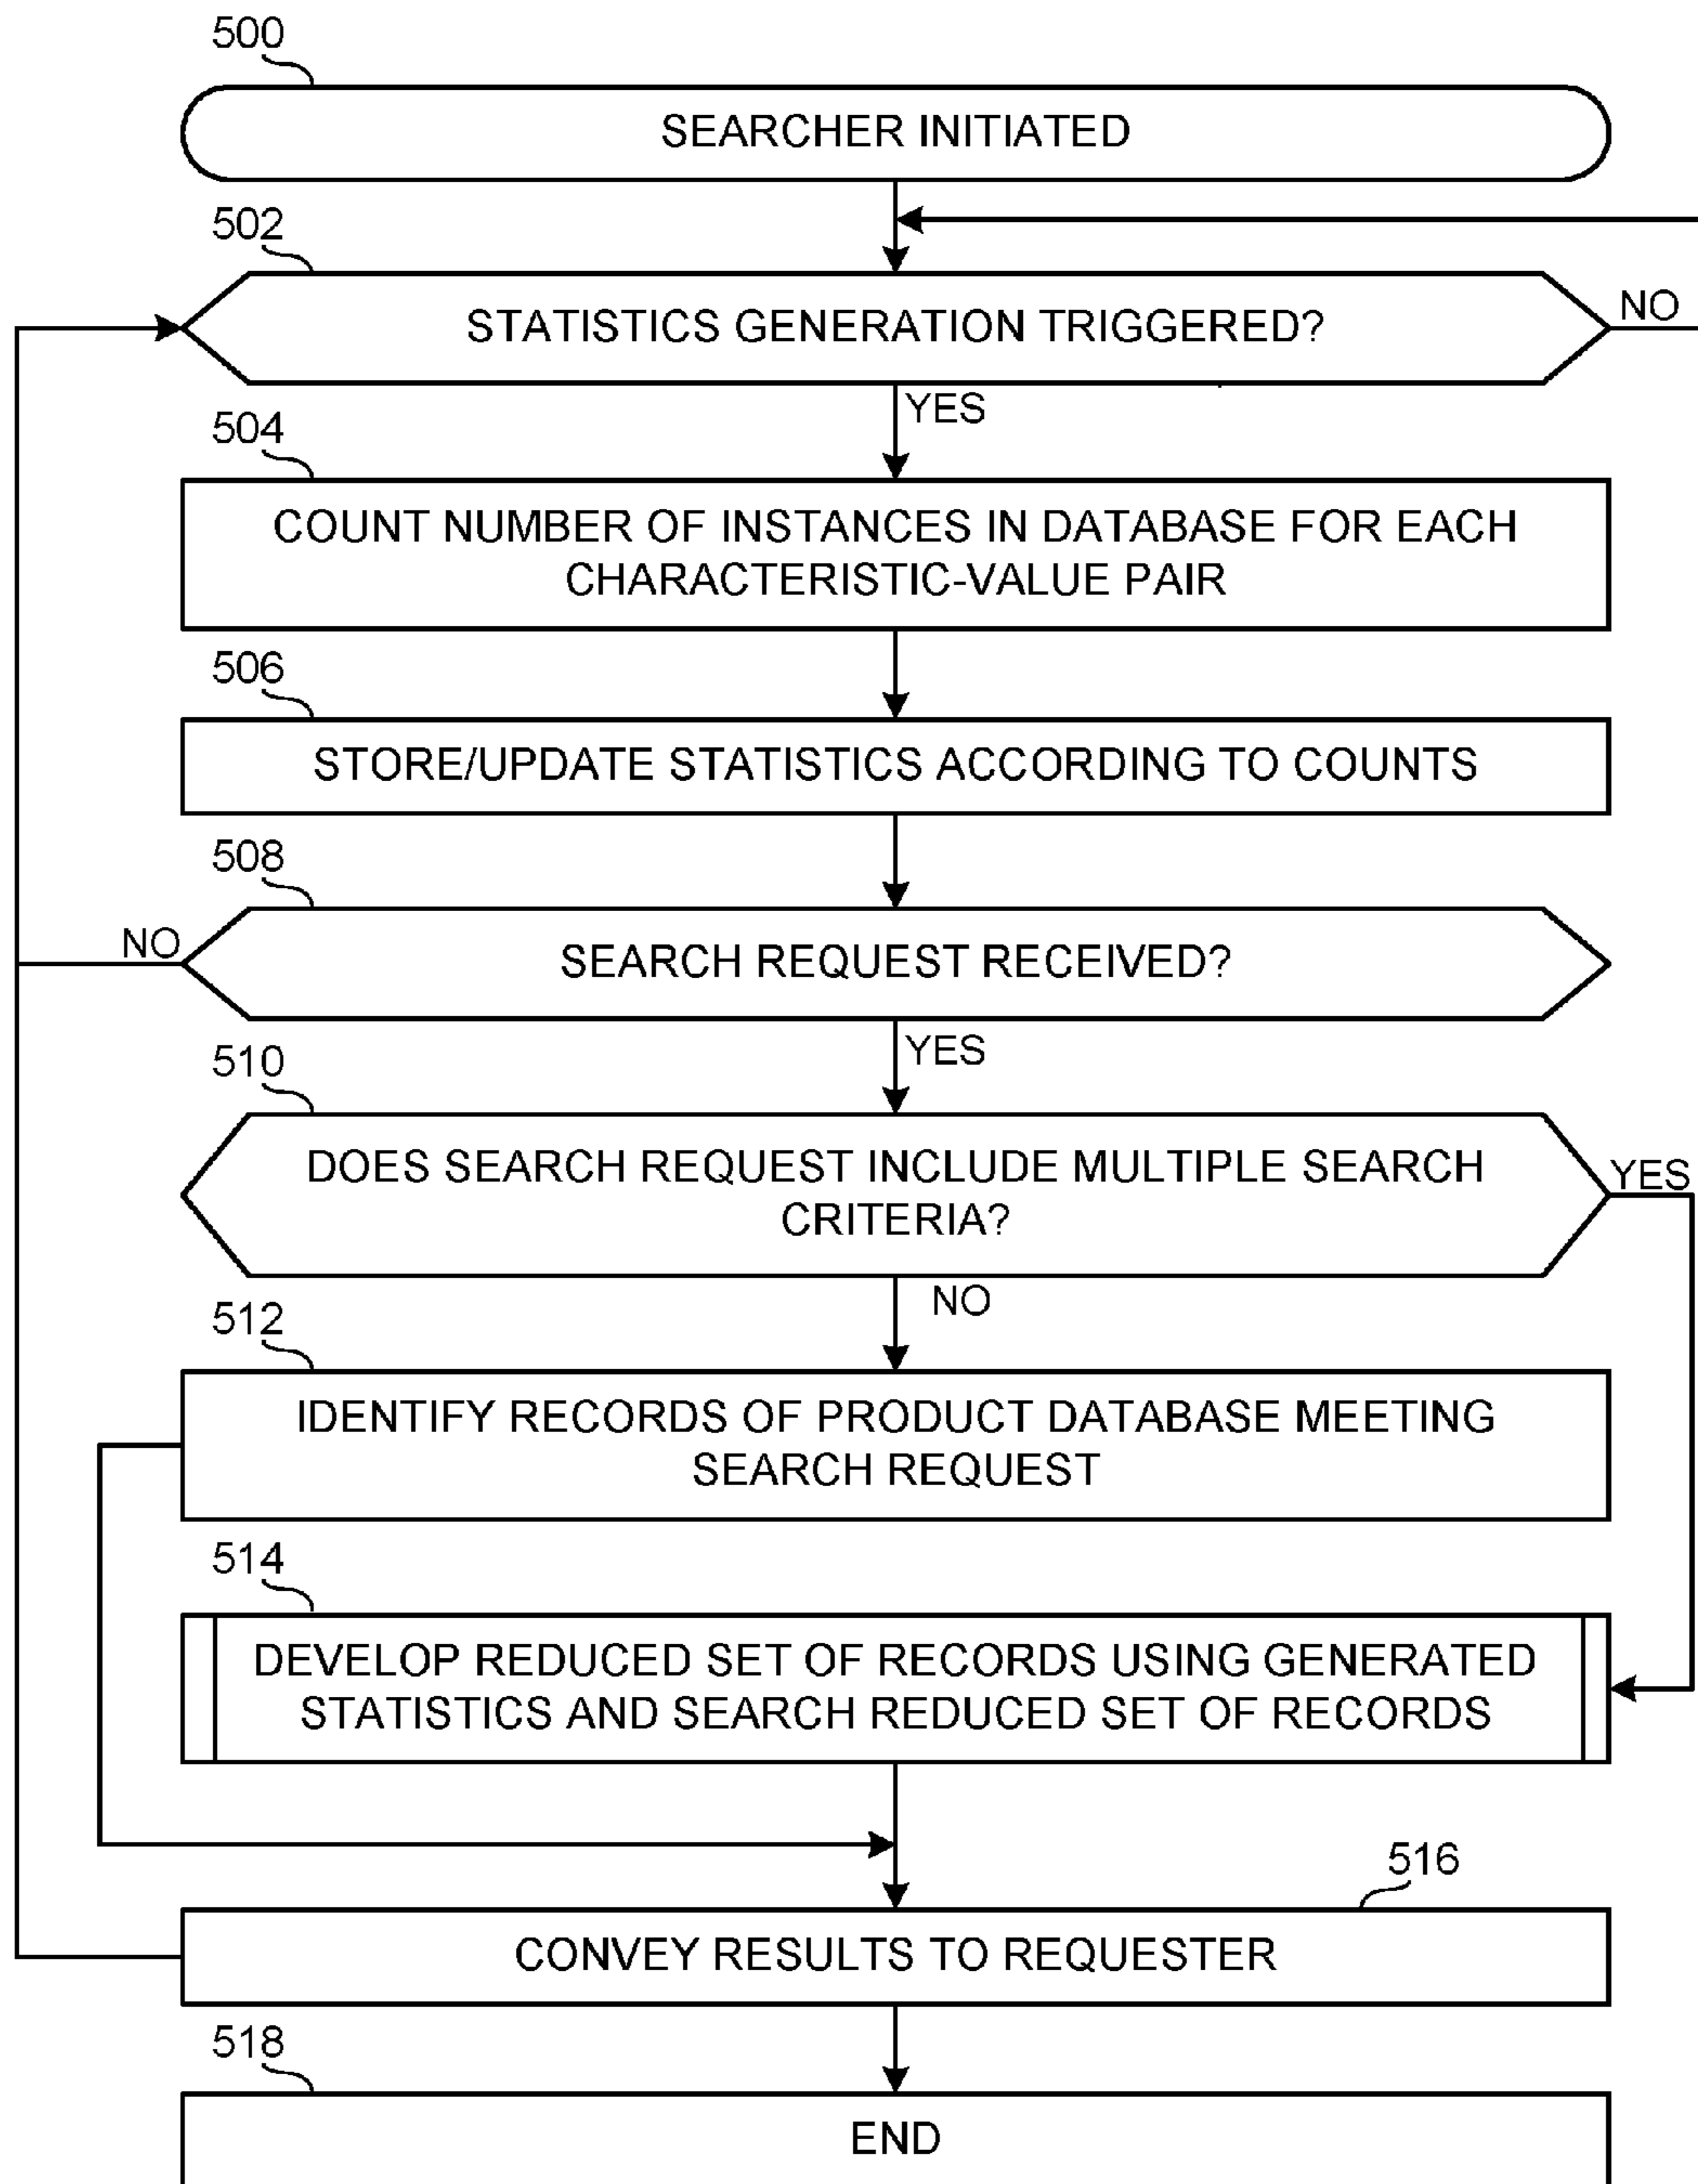 500
SEARCHER INITIATED
502
STATISTICS GENERATION TRIGGERED?
NO
YES
504
COUNT NUMBER OF INSTANCES IN DATABASE FOR EACH
CHARACTERISTIC-VALUE PAIR
506
STORE/UPDATE STATISTICS ACCORDING TO COUNTS
508
NO
SEARCH REQUEST RECEIVED?
YES
510
DOES SEARCH REQUEST INCLUDE MULTIPLE SEARCH
CRITERIA?
YES
NO
512
IDENTIFY RECORDS OF PRODUCT DATABASE MEETING
SEARCH REQUEST
514
DEVELOP REDUCED SET OF RECORDS USING GENERATED
STATISTICS AND SEARCH REDUCED SET OF RECORDS
516
CONVEY RESULTS TO REQUESTER
518
END